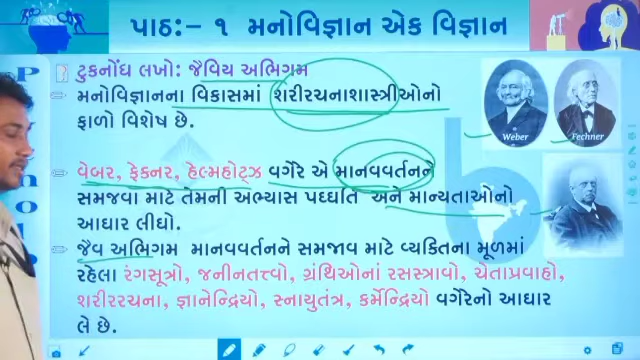 પાઠ:– ૧ મનોવિજ્ઞાન એક વિજ્ઞાન
ટુકનોંધ લખો: જૈવિય અભિગમ
મનોવિજ્ઞાનના વિકાસમાં શરીરચનાશાસ્ત્રીઓનો
ફાળો વિશેષ છે.
Weber
Fechner
વેબર, ફેકનર, હેલ્મહોટ્ઝ વગેરે એ માનવવર્તનને
સમજવા માટે તેમની અભ્યાસ પધ્ધતિ અને માન્યતાઓનો
આધાર લીધો.
જૈવ અભિગમ માનવવર્તનને સમજાવ માટે વ્યક્તિના મૂળમાં
રહેલા રંગસૂત્રો, જનીનતત્ત્વો, ગ્રંથિઓનાં રસસ્ત્રાવો, ચેતાપ્રવાહો,
શરીરરચના, જ્ઞાનેન્દ્રિયો, સ્નાયુતંત્ર, કર્મેન્દ્રિયો વગેરેનો આધાર
લે છે.